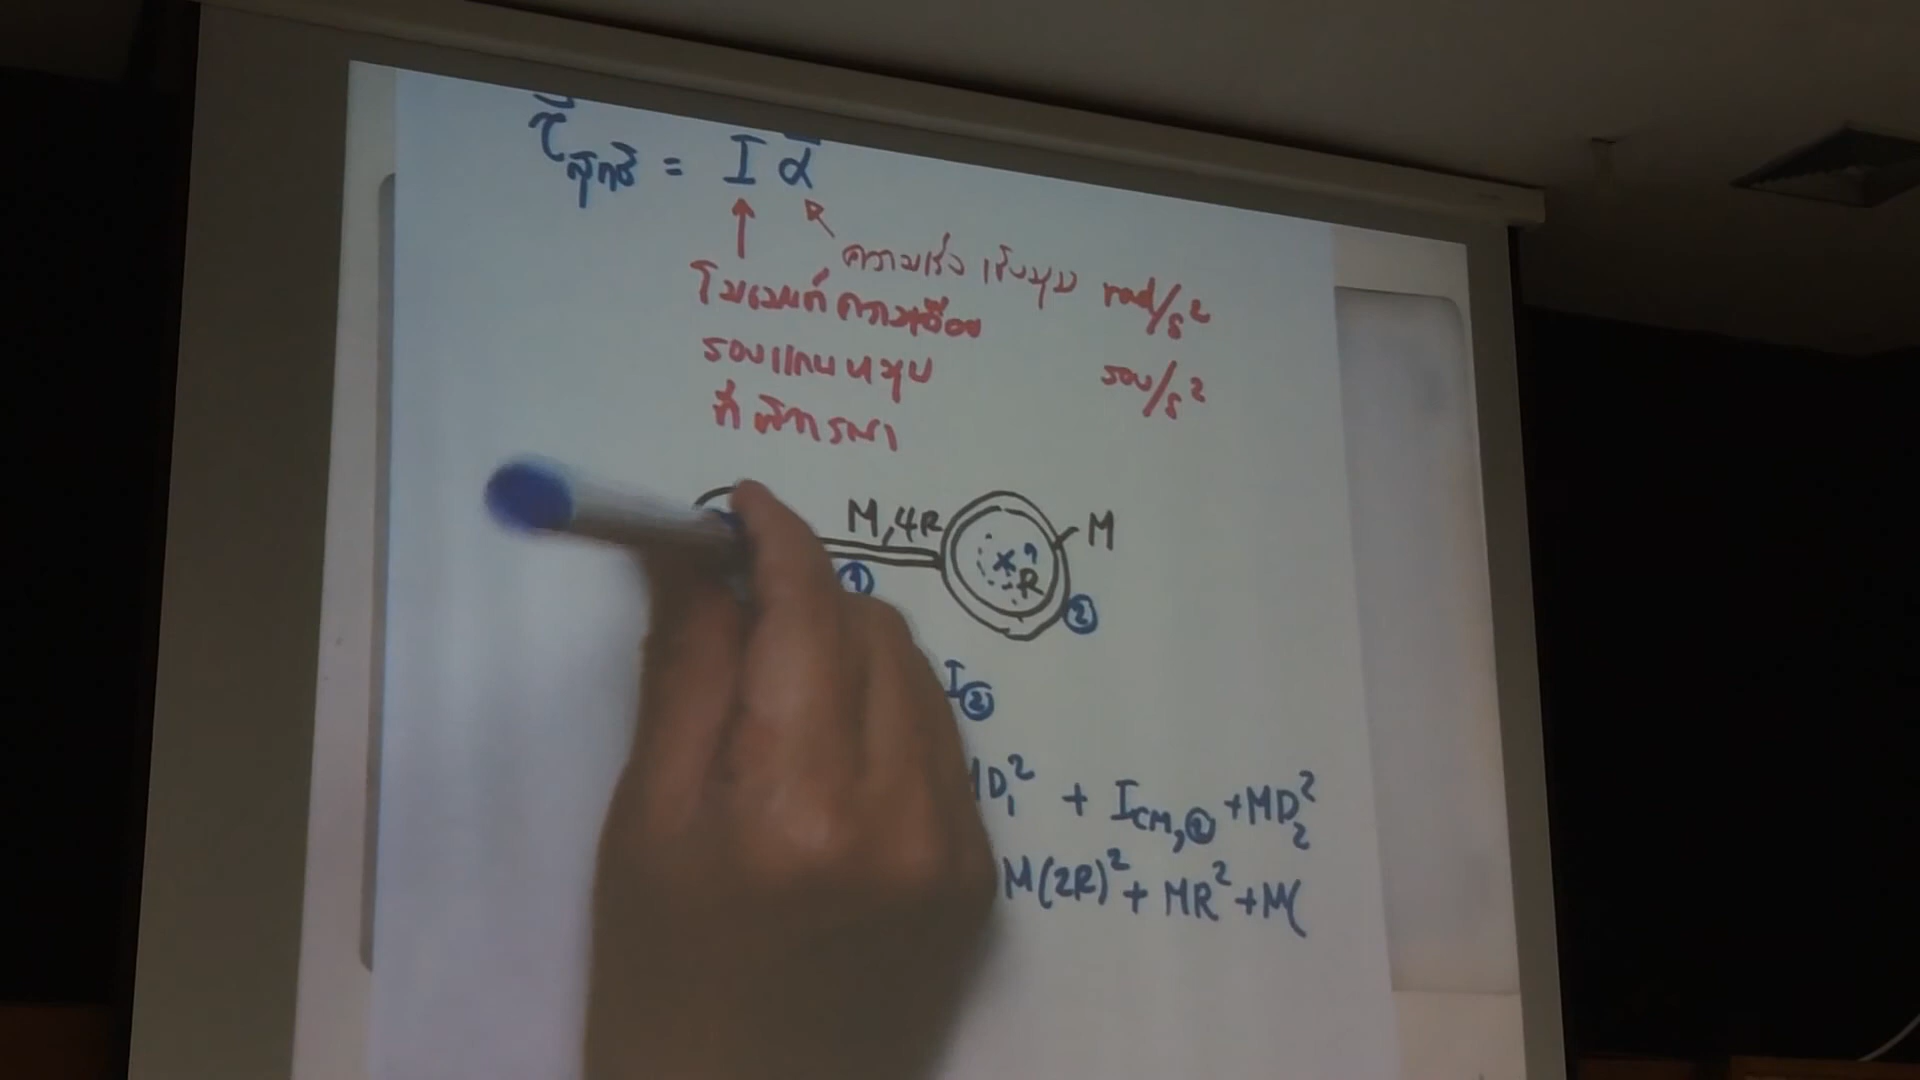 τ⃗สุทธิ = I α⃗
ความเร่ง เชิงมุม rad/s²
โมเมนต์ความเฉื่อย
รอบแกนหมุน รอบ/s²
ที่พิจารณา
M,4R M
R
① ②
I②
MD₁² + I_CM,② + MD₂²
M(2R)² + MR² + M(